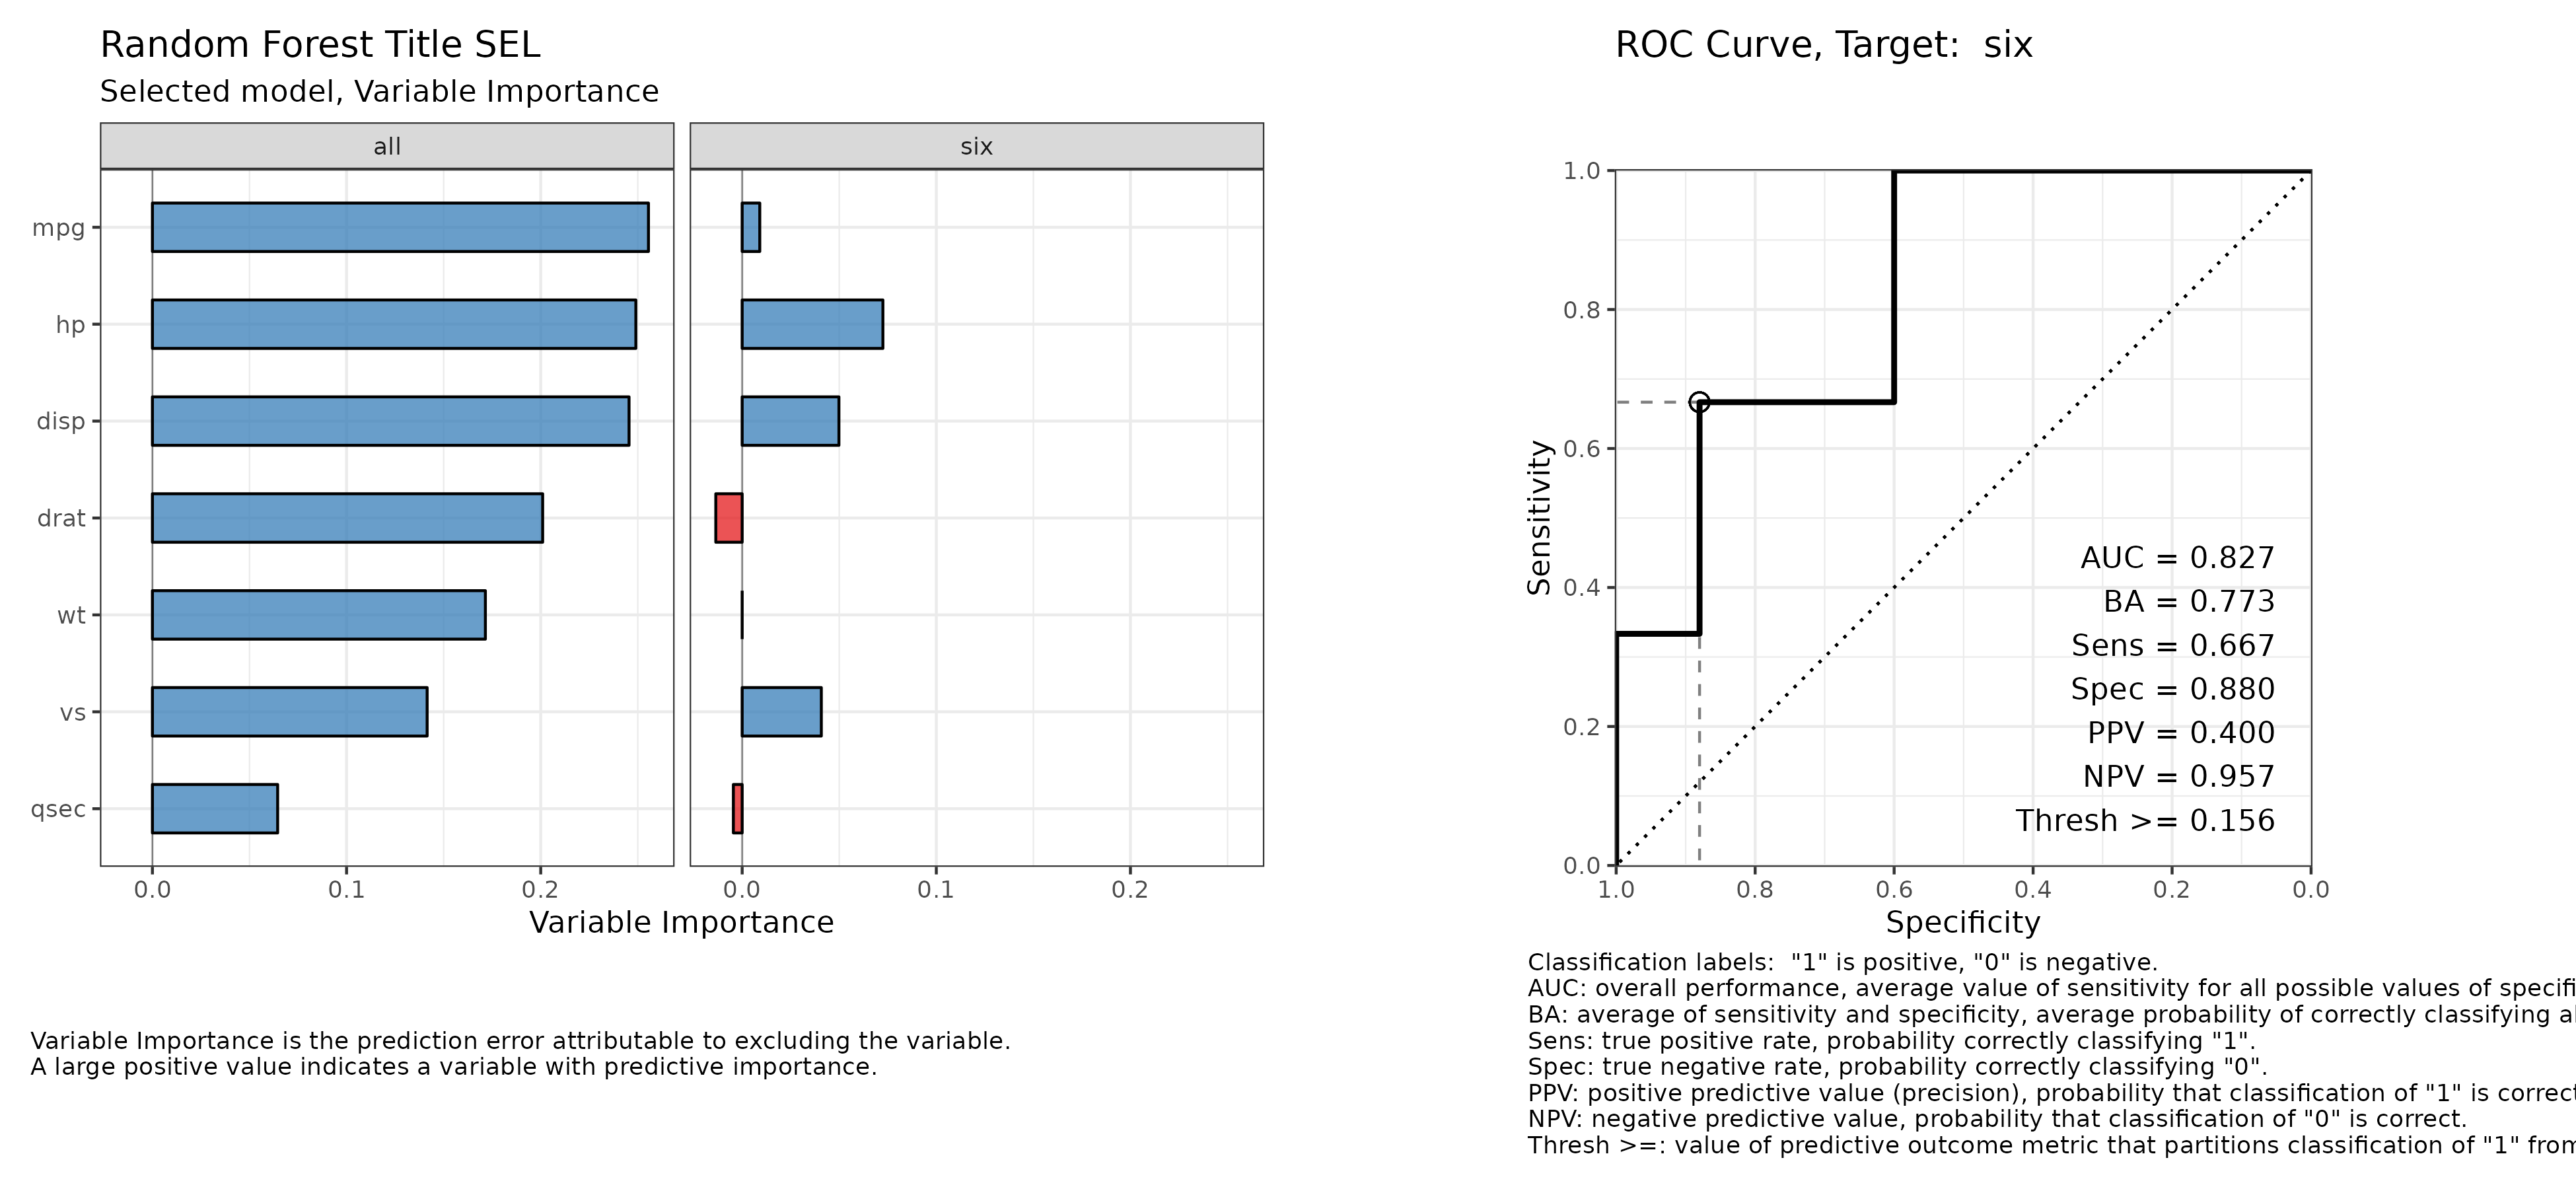 Random Forest Title SEL
Selected model, Variable Importance
all
six
mpg
hp
disp
drat
wt
vs
qsec
0.0 0.1 0.2
0.0 0.1 0.2
Variable Importance
Variable Importance is the prediction error attributable to excluding the variable.
A large positive value indicates a variable with predictive importance.
ROC Curve, Target:  six
1.0
0.8
0.6
0.4
0.2
0.0
Sensitivity
AUC = 0.827
BA = 0.773
Sens = 0.667
Spec = 0.880
PPV = 0.400
NPV = 0.957
Thresh >= 0.156
1.0 0.8 0.6 0.4 0.2 0.0
Specificity
Classification labels:  "1" is positive, "0" is negative.
AUC: overall performance, average value of sensitivity for all possible values of
BA: average of sensitivity and specificity, average probability of correctly classifying
Sens: true positive rate, probability correctly classifying "1".
Spec: true negative rate, probability correctly classifying "0".
PPV: positive predictive value (precision), probability that classification of "1" is correct
NPV: negative predictive value, probability that classification of "0" is correct.
Thresh >=: value of predictive outcome metric that partitions classification of "1" from